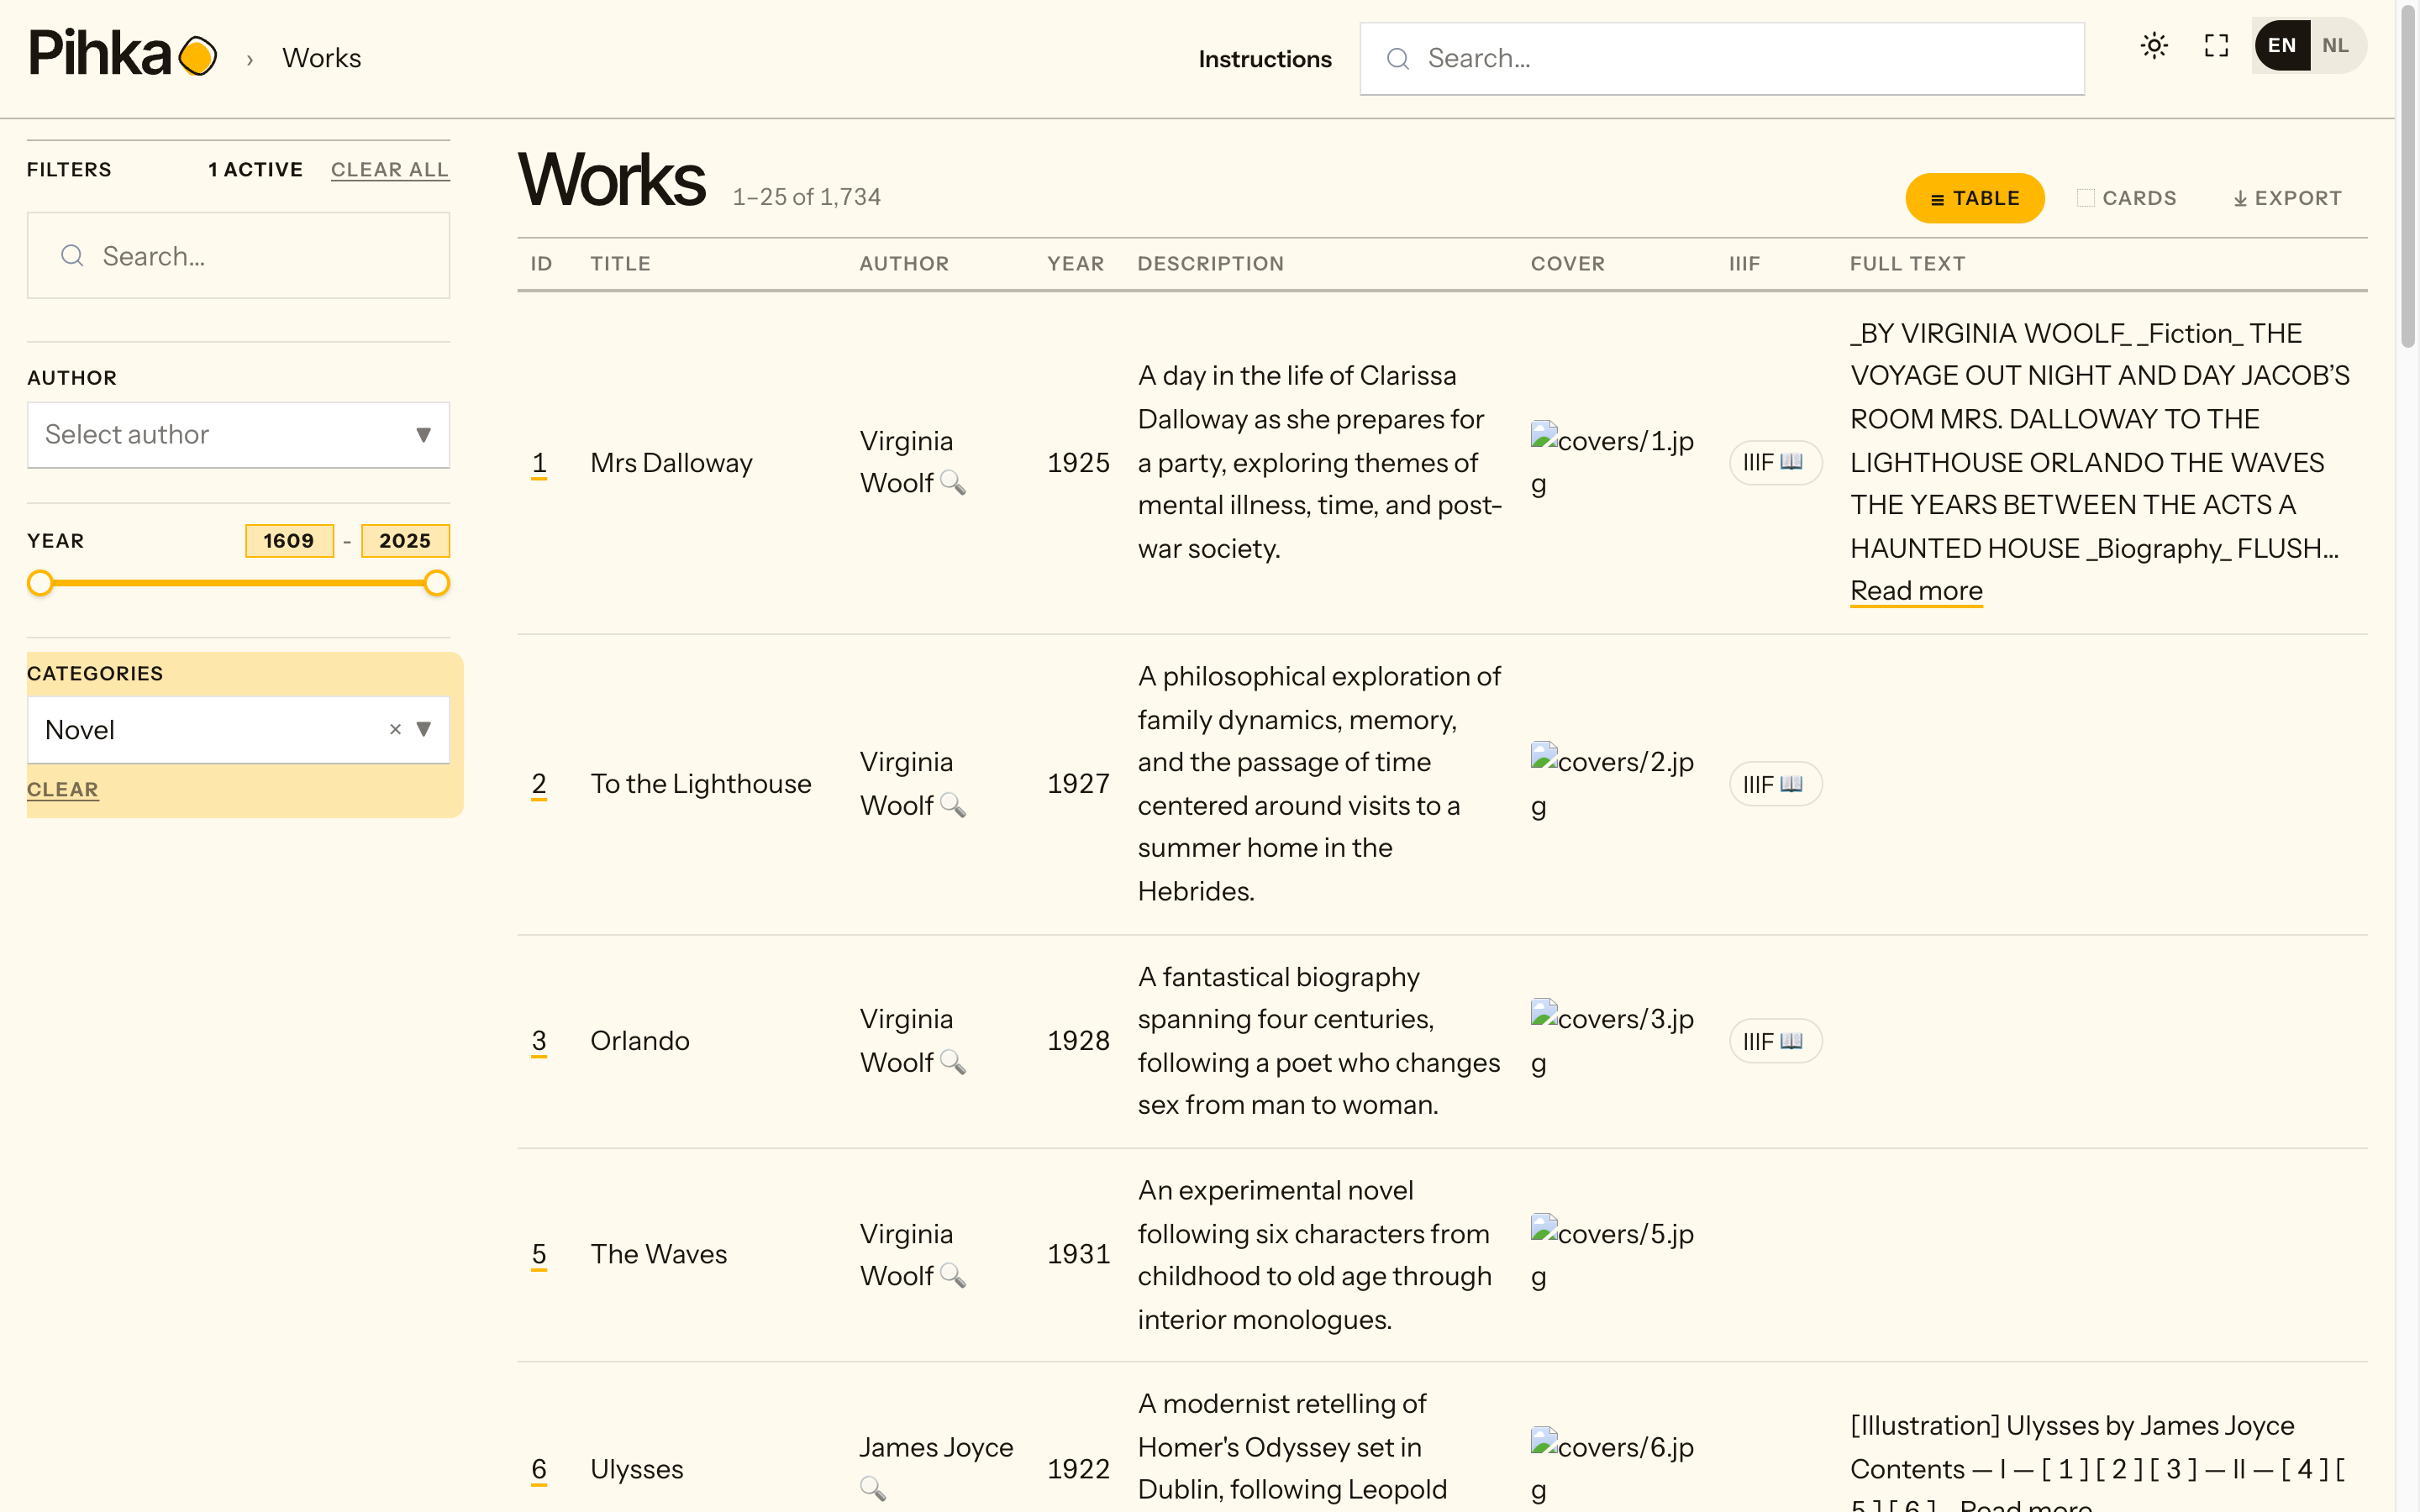 Pihka › Works
Instructions
Search...
EN NL
FILTERS 1 ACTIVE CLEAR ALL
Search...
AUTHOR
Select author ▼
YEAR 1609 - 2025
CATEGORIES
Novel × ▼
CLEAR
Works 1–25 of 1,734
TABLE CARDS EXPORT
ID TITLE AUTHOR YEAR DESCRIPTION COVER IIIF FULL TEXT
1
Mrs Dalloway
Virginia
Woolf
1925
A day in the life of Clarissa
Dalloway as she prepares for
a party, exploring themes of
mental illness, time, and post-
war society.
covers/1.jp
g
IIIF
_BY VIRGINIA WOOLF_ _Fiction_ THE
VOYAGE OUT NIGHT AND DAY JACOB’S
ROOM MRS. DALLOWAY TO THE
LIGHTHOUSE ORLANDO THE WAVES
THE YEARS BETWEEN THE ACTS A
HAUNTED HOUSE _Biography_ FLUSH...
Read more
2
To the Lighthouse
Virginia
Woolf
1927
A philosophical exploration of
family dynamics, memory,
and the passage of time
centered around visits to a
summer home in the
Hebrides.
covers/2.jp
g
IIIF
3
Orlando
Virginia
Woolf
1928
A fantastical biography
spanning four centuries,
following a poet who changes
sex from man to woman.
covers/3.jp
g
IIIF
5
The Waves
Virginia
Woolf
1931
An experimental novel
following six characters from
childhood to old age through
interior monologues.
covers/5.jp
g
6
Ulysses
James Joyce
1922
A modernist retelling of
Homer's Odyssey set in
Dublin, following Leopold
covers/6.jp
g
[Illustration] Ulysses by James Joyce
Contents — I — [ 1 ] [ 2 ] [ 3 ] — II — [ 4 ] [
5 ] [ 6 ]... Read more